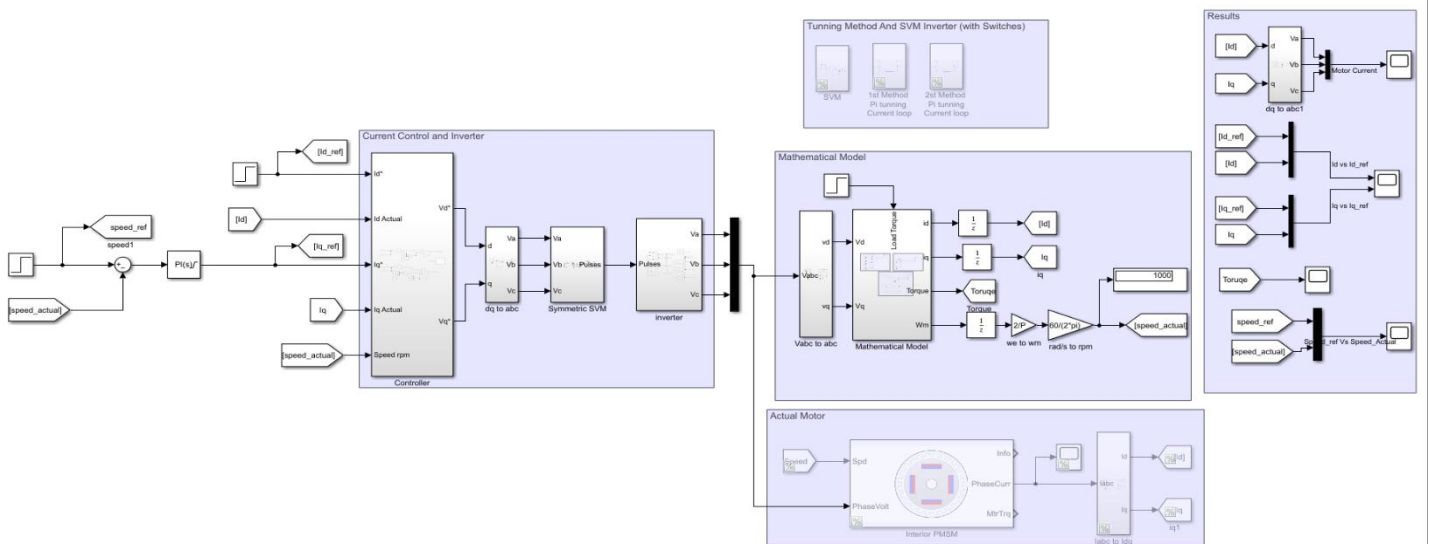 Tunning Method And SVM Inverter (with Switches)
SVM
1st Method
Pi tunning
Current loop
2st Method
Pi tunning
Current loop
Results
[Id]
Iq
d
q
Va
Vb
Vc
dq to abc1
Motor Current
[Id_ref]
[Id]
Id vs Id_ref
[Iq_ref]
Iq
Iq vs Iq_ref
Toruqe
speed_ref
[speed_actual]
Speed_ref Vs Speed_Actual
Current Control and Inverter
[Id_ref]
[Id]
speed_ref
speed1
[Iq_ref]
PI(s)
[speed_actual]
Iq
[speed_actual]
Id*
Id Actual
Iq*
Iq Actual
Speed rpm
Vd*
Vq*
Controller
d
q
Va
Vb
Vc
dq to abc
Va
Vb
Vc
Pulses
Symmetric SVM
Pulses
Va
Vb
Vc
inverter
Mathematical Model
Vabc
vd
vq
Vabc to abc
Load Torque
Vd
Vq
id
iq
Torque
Wm
Mathematical Model
1
z
[Id]
1
z
Iq
iq
Toruqe
Torque
1
z
2/P
we to wm
60/(2*pi)
rad/s to rpm
1000
[speed_actual]
Actual Motor
Speed
Spd
PhaseVolt
Info
PhaseCurr
MtrTrq
Interior PMSM
Iabc
Id
Iq
Iabc to Idq
[Id]
Iq
iq1